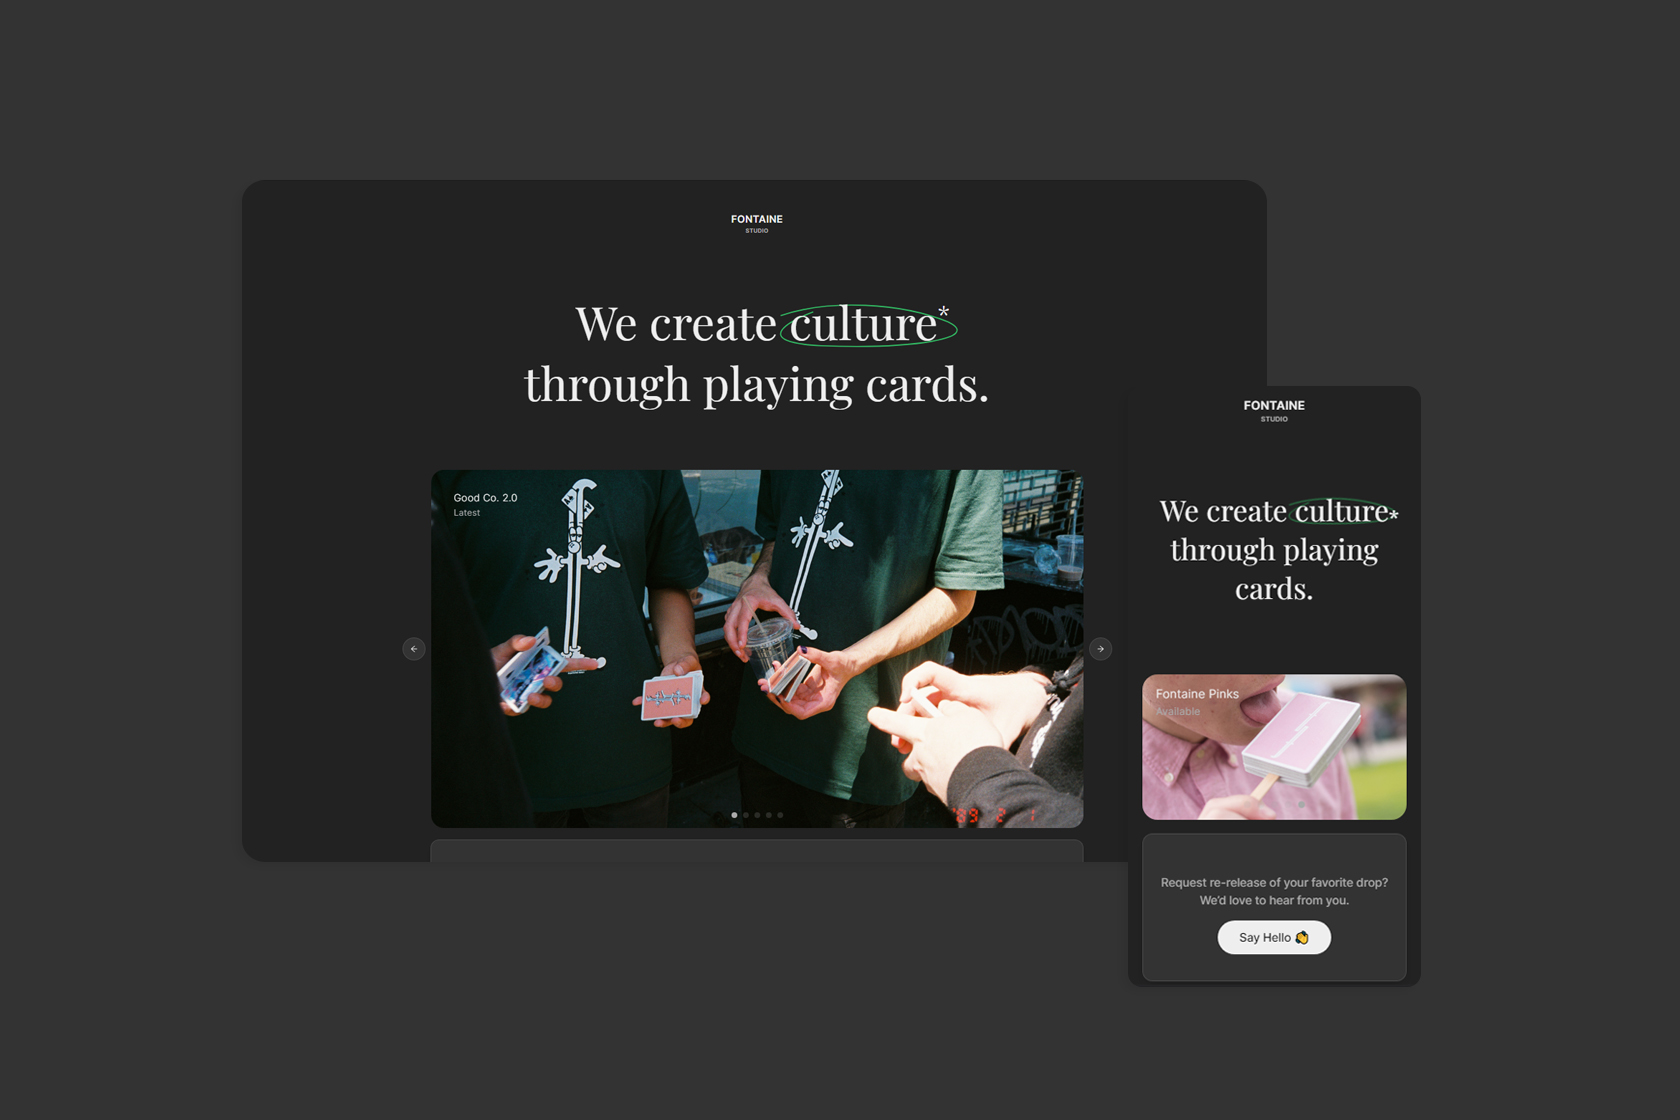 FONTAINE
STUDIO
We create culture*
through playing cards.
Good Co. 2.0
Latest
'89 2 1
FONTAINE
STUDIO
We create culture*
through playing
cards.
Fontaine Pinks
Available
Request re-release of your favorite drop?
We'd love to hear from you.
Say Hello 👋